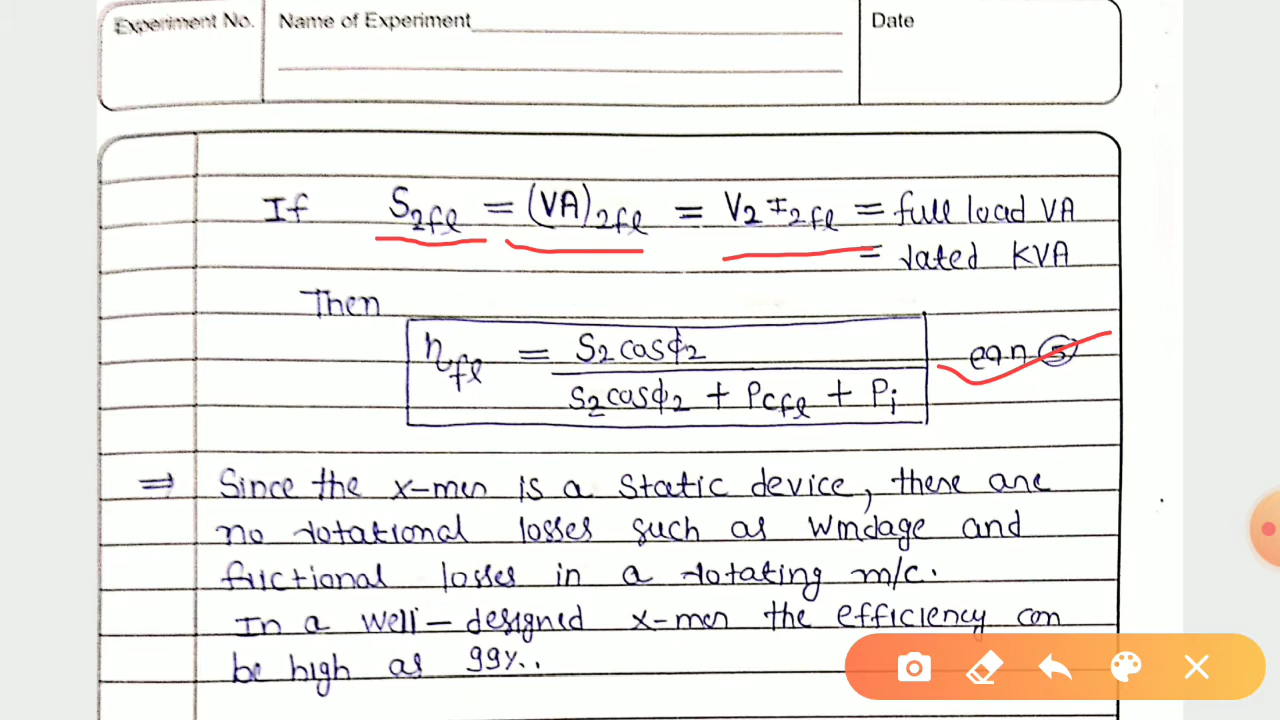 Experiment No.
Name of Experiment
Date
If S2fl = (VA)2fl = V2 I2fl = full load VA
= rated KVA
Then
ηfl = S2 cosϕ2 / S2 cosϕ2 + Pcfl + Pi eqn ⑤
⇒ Since the x-mer is a static device, there are
no rotational losses such as windage and
frictional losses in a rotating m/c.
In a well-designed x-mer the efficiency can
be high as 99%.